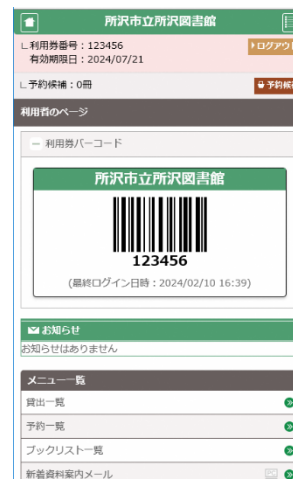 所沢市立所沢図書館
∟利用券番号：123456
有効期限日：2024/07/21
ログアウ
∟予約候補：0冊
予約候
利用者のページ
利用券バーコード
所沢市立所沢図書館
123456
(最終ログイン日時：2024/02/10 16:39)
お知らせ
お知らせはありません
メニュー一覧
貸出一覧
予約一覧
ブックリスト一覧
新着資料案内メール